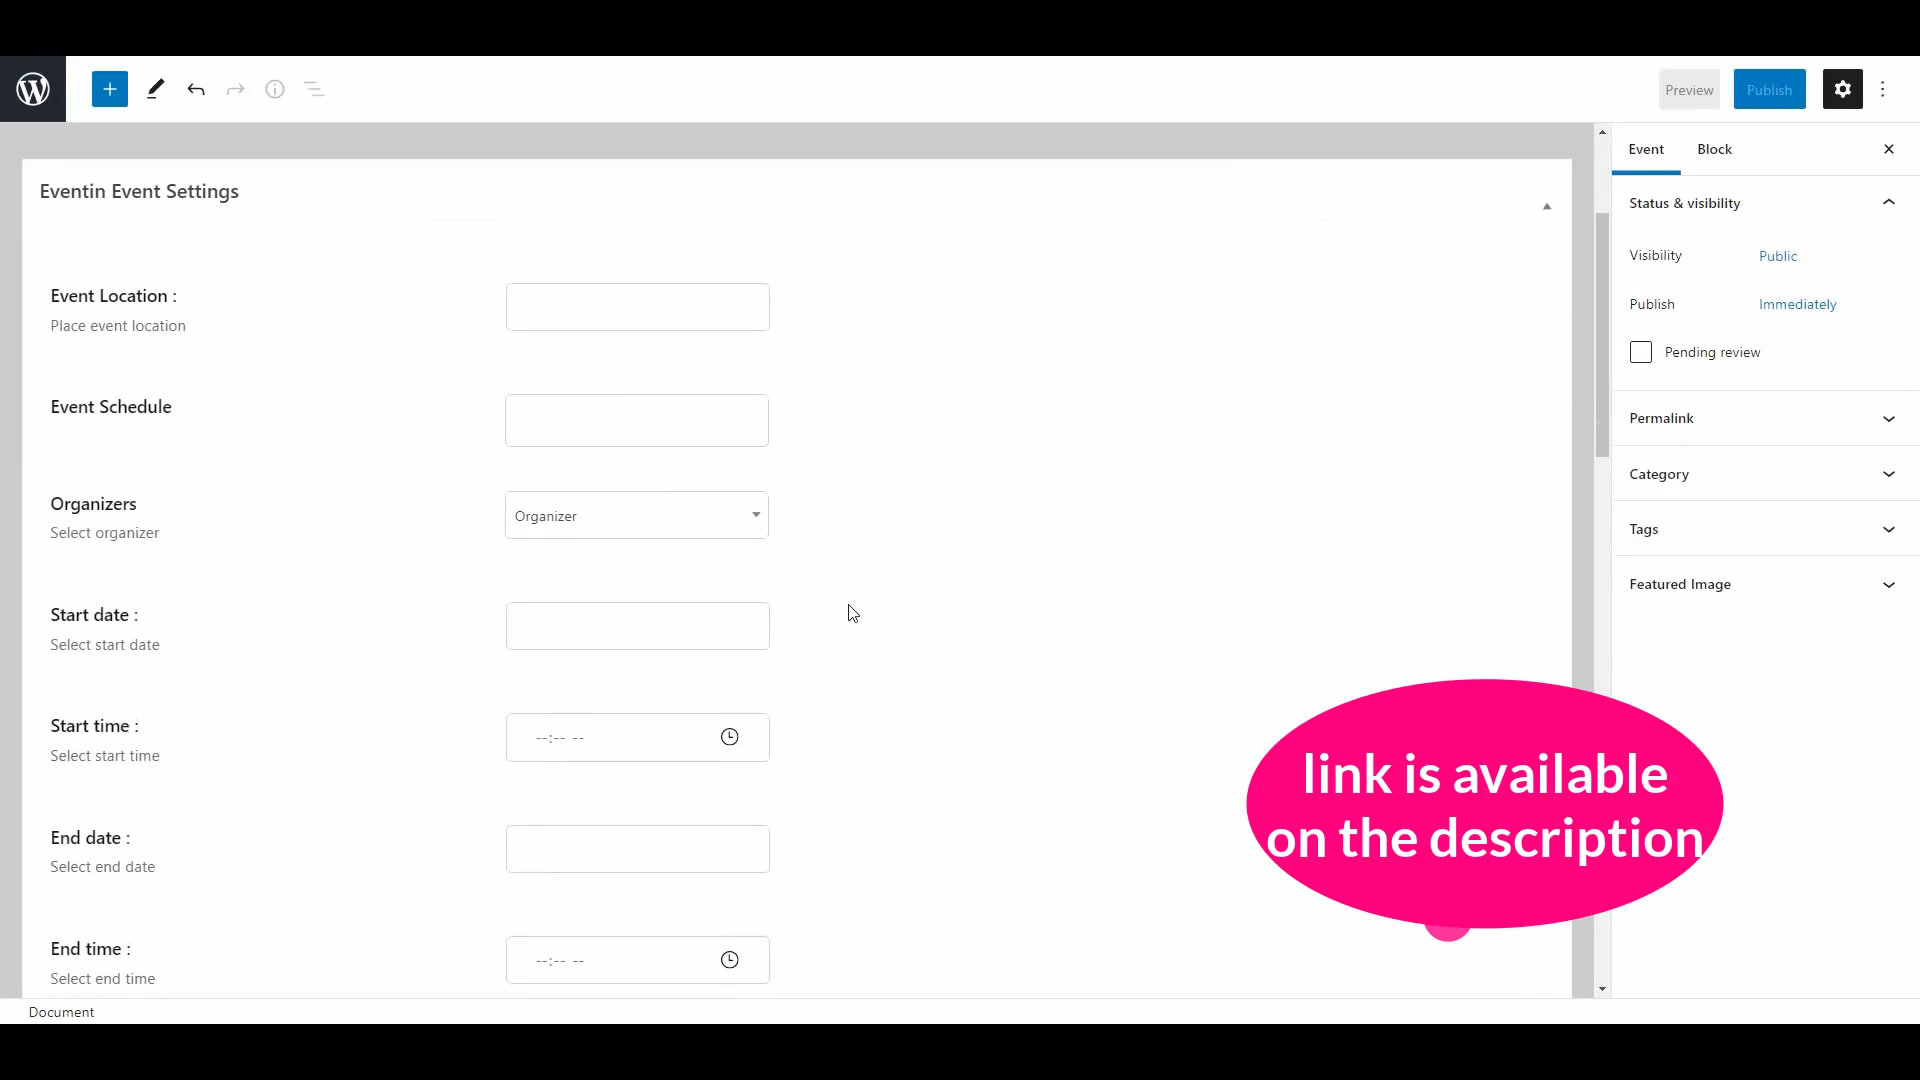 Preview
Publish
Event
Block
Eventin Event Settings
Status & visibility
Visibility
Public
Publish
Immediately
Pending review
Permalink
Category
Tags
Featured Image
Event Location :
Place event location
Event Schedule
Organizers
Select organizer
Organizer
Start date :
Select start date
Start time :
Select start time
--:-- --
End date :
Select end date
End time :
Select end time
--:-- --
link is available
on the description
Document